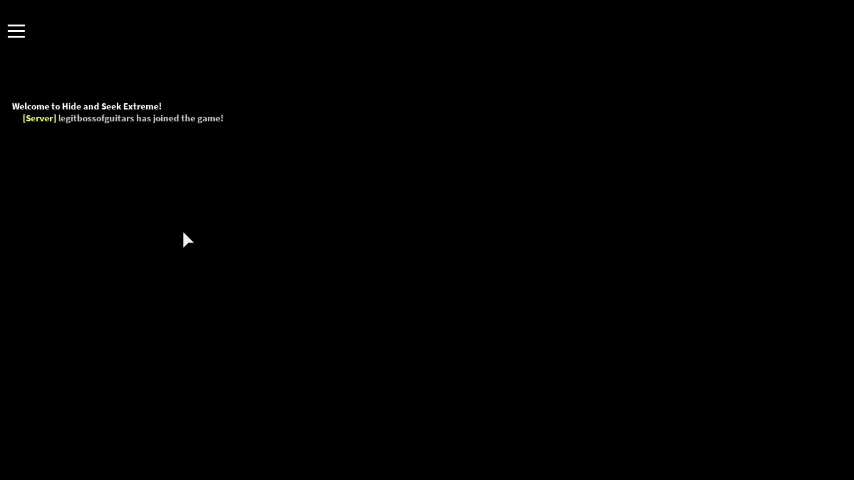 Welcome to Hide and Seek Extreme!
[Server] legitbossofguitars has joined the game!